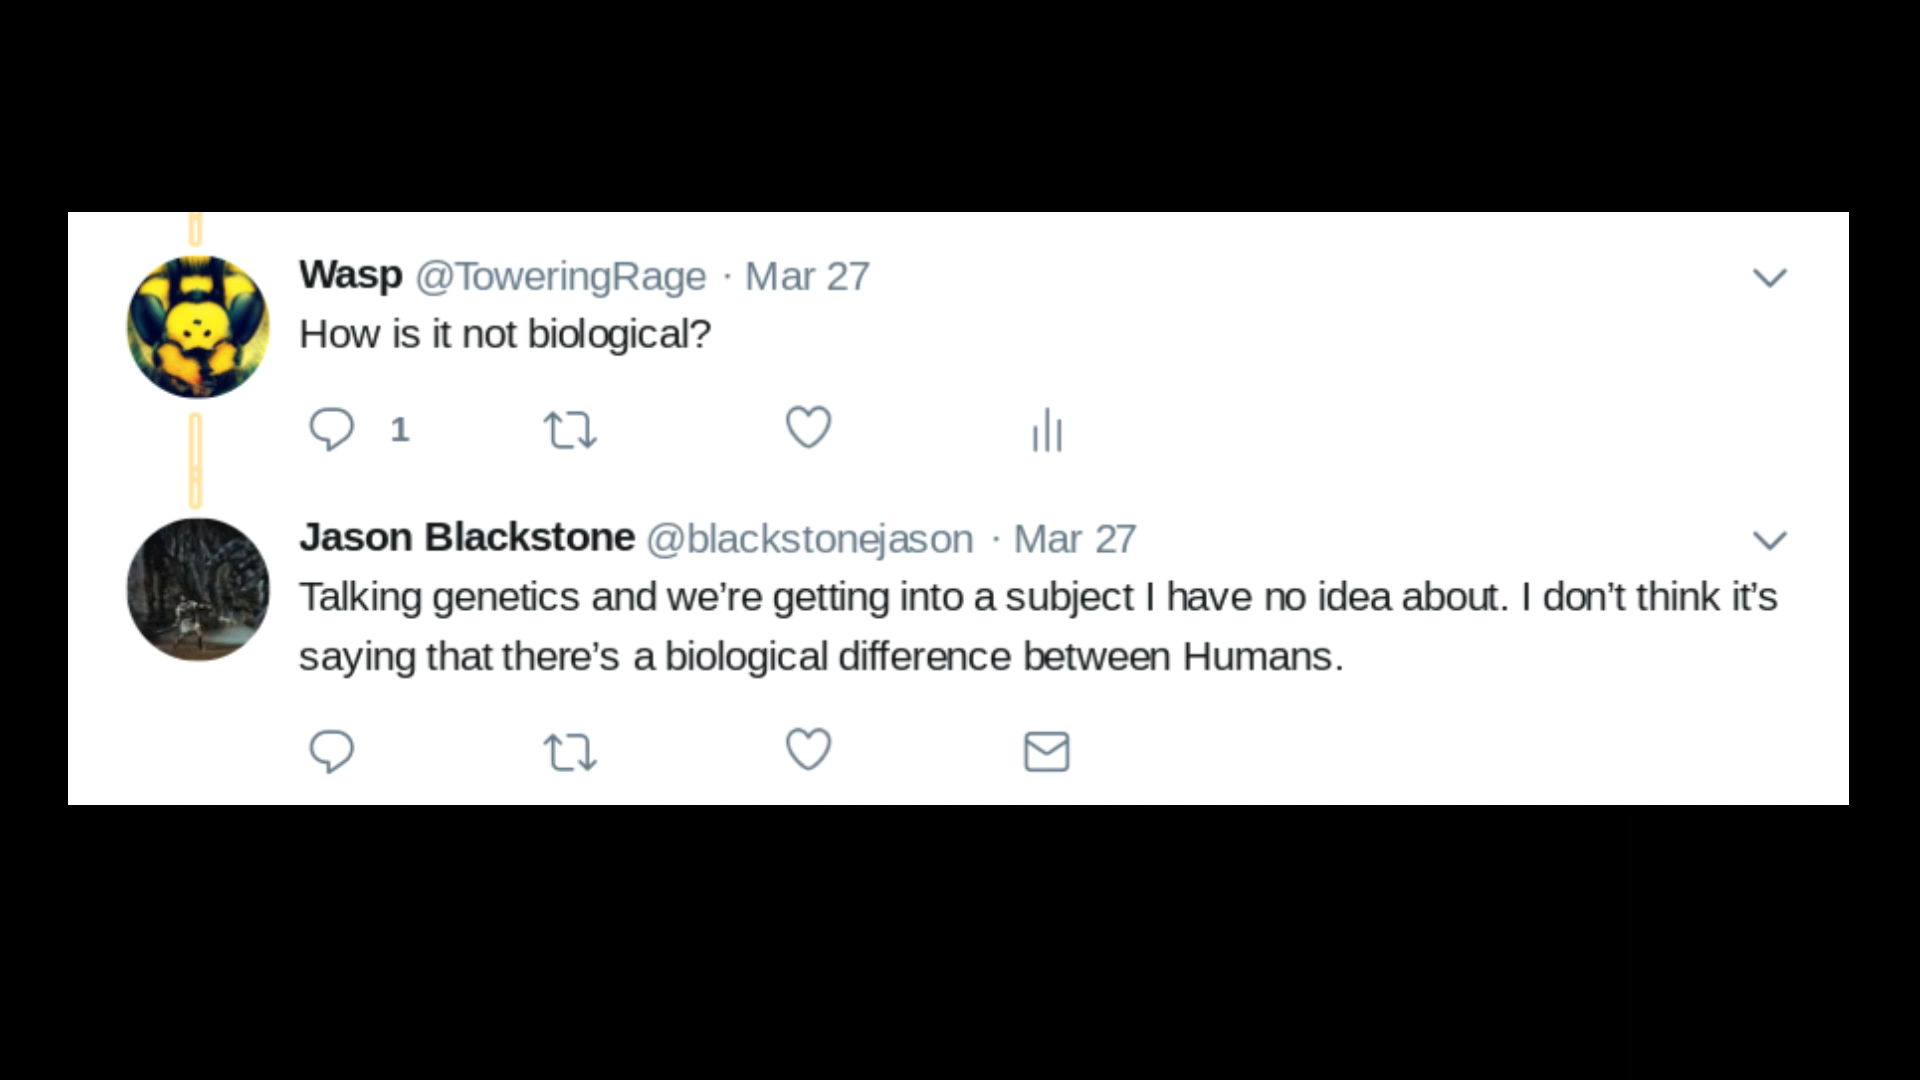 Wasp @ToweringRage · Mar 27
How is it not biological?
1
Jason Blackstone @blackstonejason · Mar 27
Talking genetics and we’re getting into a subject I have no idea about. I don’t think it’s
saying that there’s a biological difference between Humans.